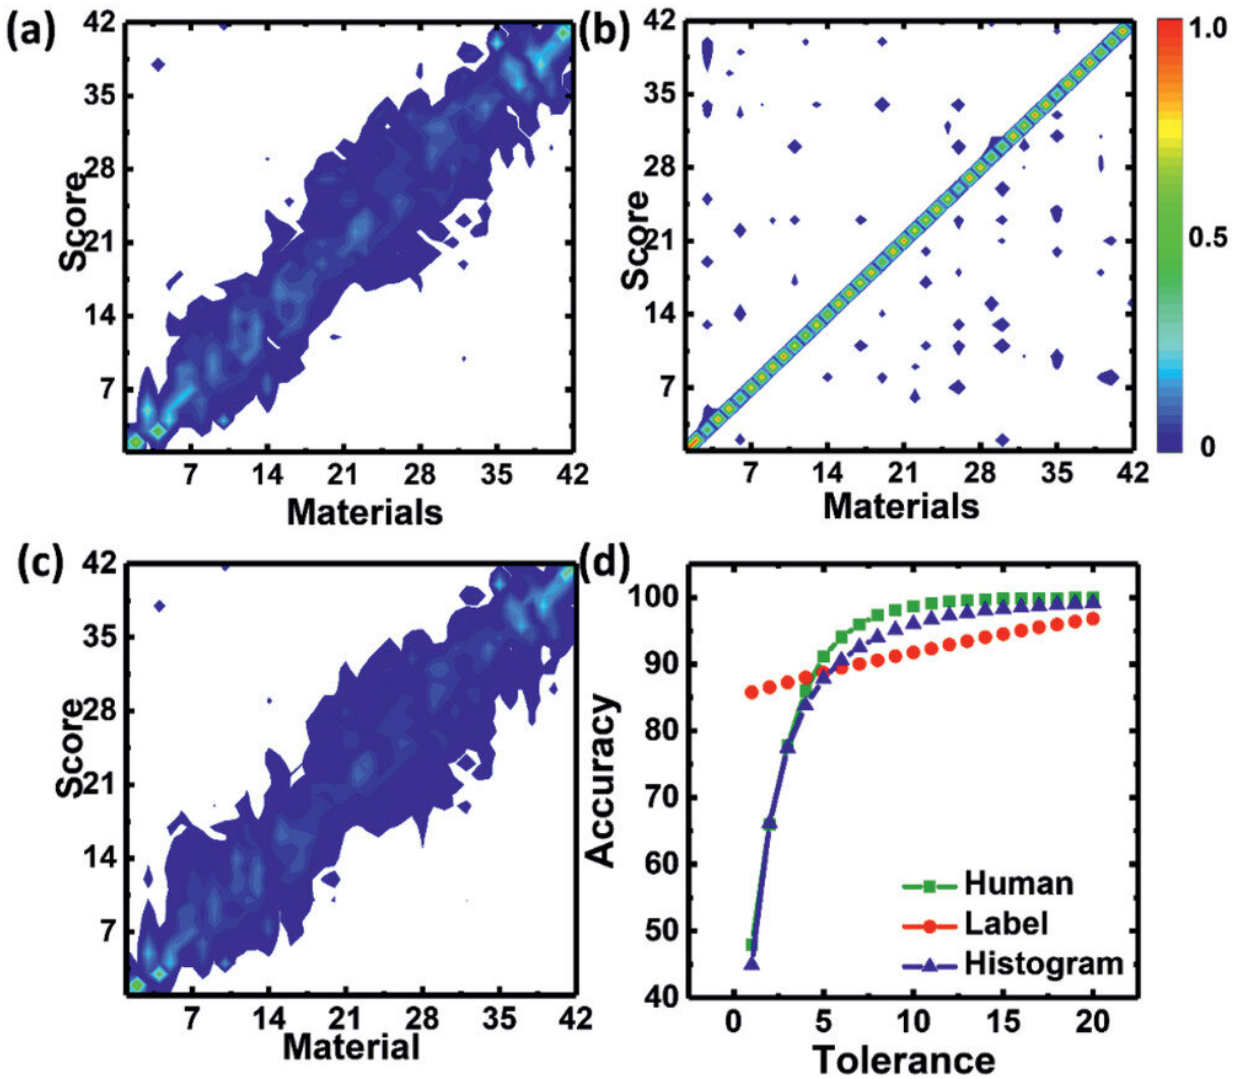 (a)
42
35
28
21
14
7
Score
7 14 21 28 35 42
Materials
(b)
42
35
28
21
14
7
Score
7 14 21 28 35 42
Materials
1.0
0.5
0
(c)
42
35
28
21
14
7
Score
7 14 21 28 35 42
Material
(d)
100
90
80
70
60
50
40
Accuracy
Human
Label
Histogram
0 5 10 15 20
Tolerance